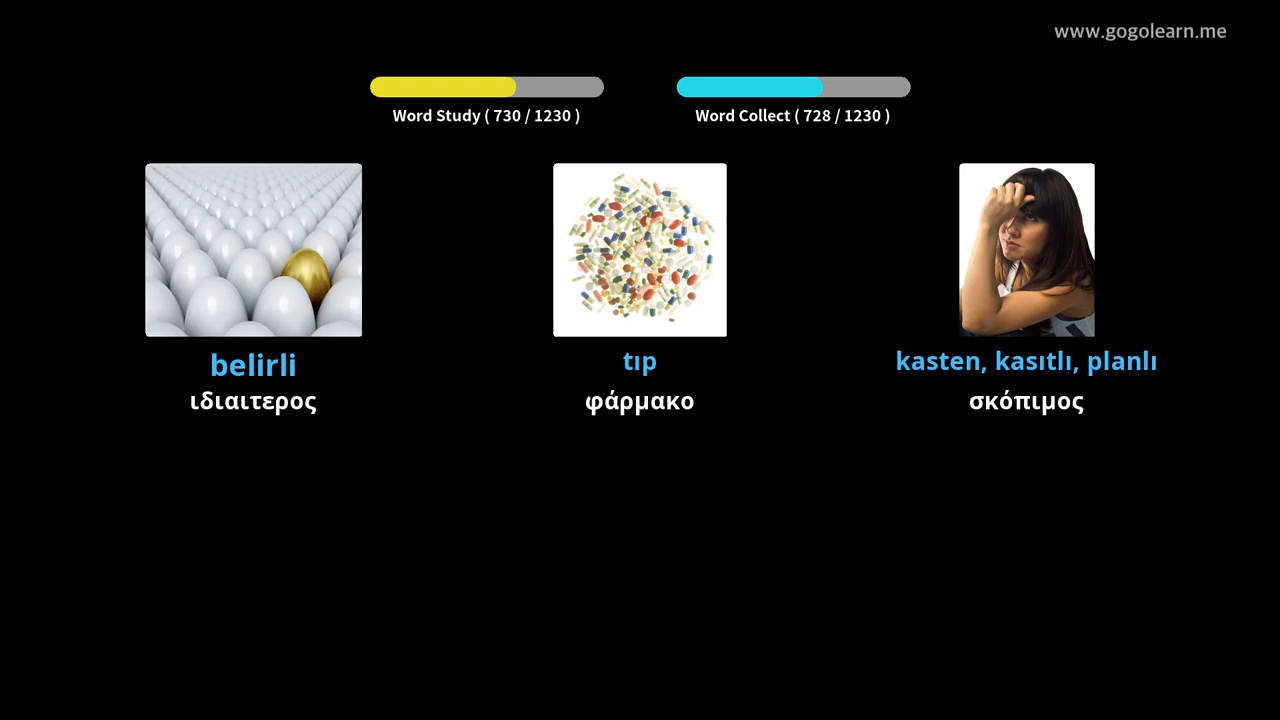 www.gogolearn.me
Word Study ( 730 / 1230 )
Word Collect ( 728 / 1230 )
belirli
tıp
kasten, kasıtlı, planlı
ιδιαιτερος
φάρμακο
σκόπιμος